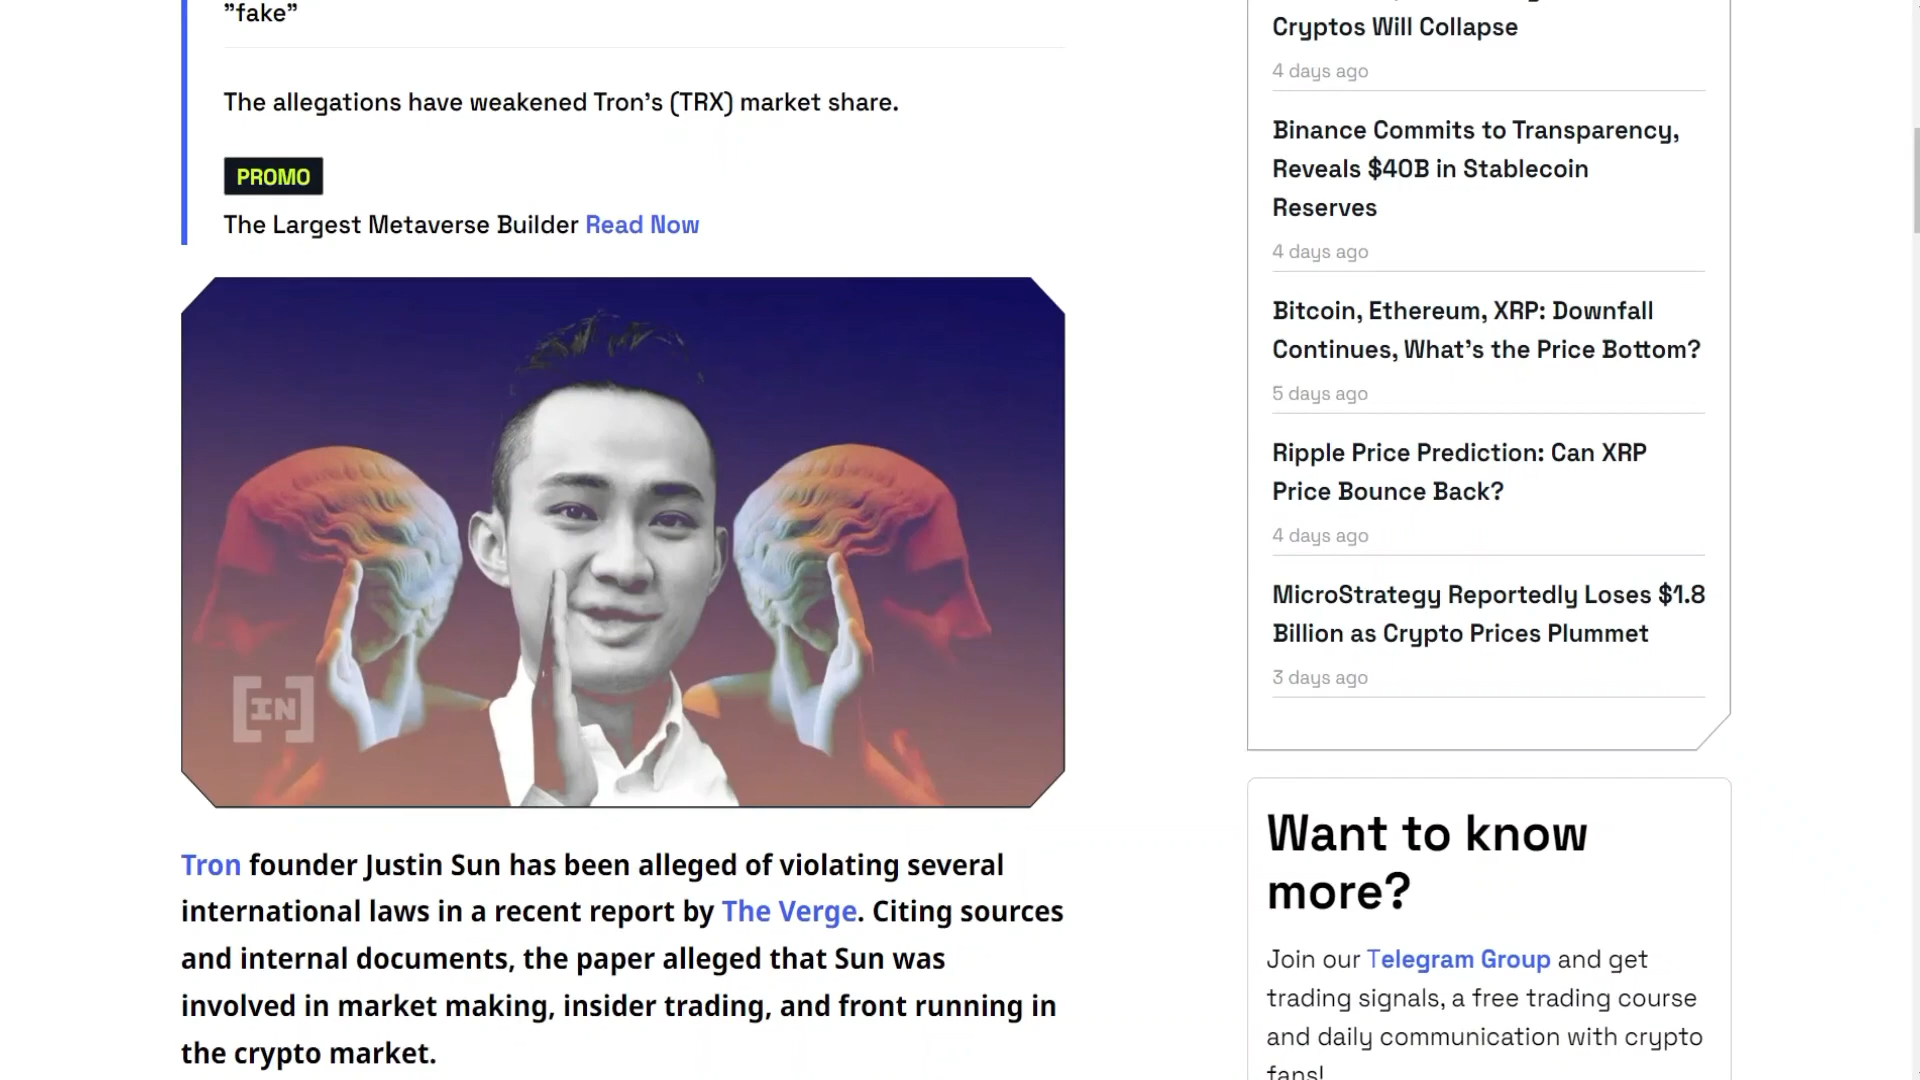 "fake"
The allegations have weakened Tron's (TRX) market share.
PROMO
The Largest Metaverse Builder Read Now
IN
Tron founder Justin Sun has been alleged of violating several
international laws in a recent report by The Verge. Citing sources
and internal documents, the paper alleged that Sun was
involved in market making, insider trading, and front running in
the crypto market.
Cryptos Will Collapse
4 days ago
Binance Commits to Transparency,
Reveals $40B in Stablecoin
Reserves
4 days ago
Bitcoin, Ethereum, XRP: Downfall
Continues, What's the Price Bottom?
5 days ago
Ripple Price Prediction: Can XRP
Price Bounce Back?
4 days ago
MicroStrategy Reportedly Loses $1.8
Billion as Crypto Prices Plummet
3 days ago
Want to know
more?
Join our Telegram Group and get
trading signals, a free trading course
and daily communication with crypto
fans!